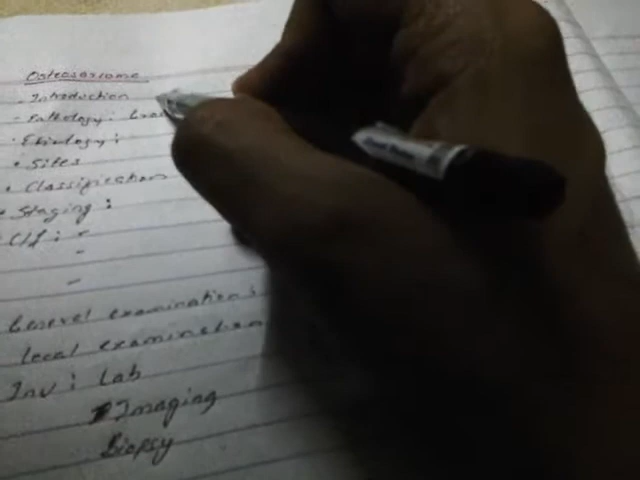 Osteosarcoma
- Introduction
- Pathology :
· Etiology :
• Sites
• Classification
• Staging :
C/f : -
-
-
General examination :
local examination
Inv : Lab
Imaging
Biopsy